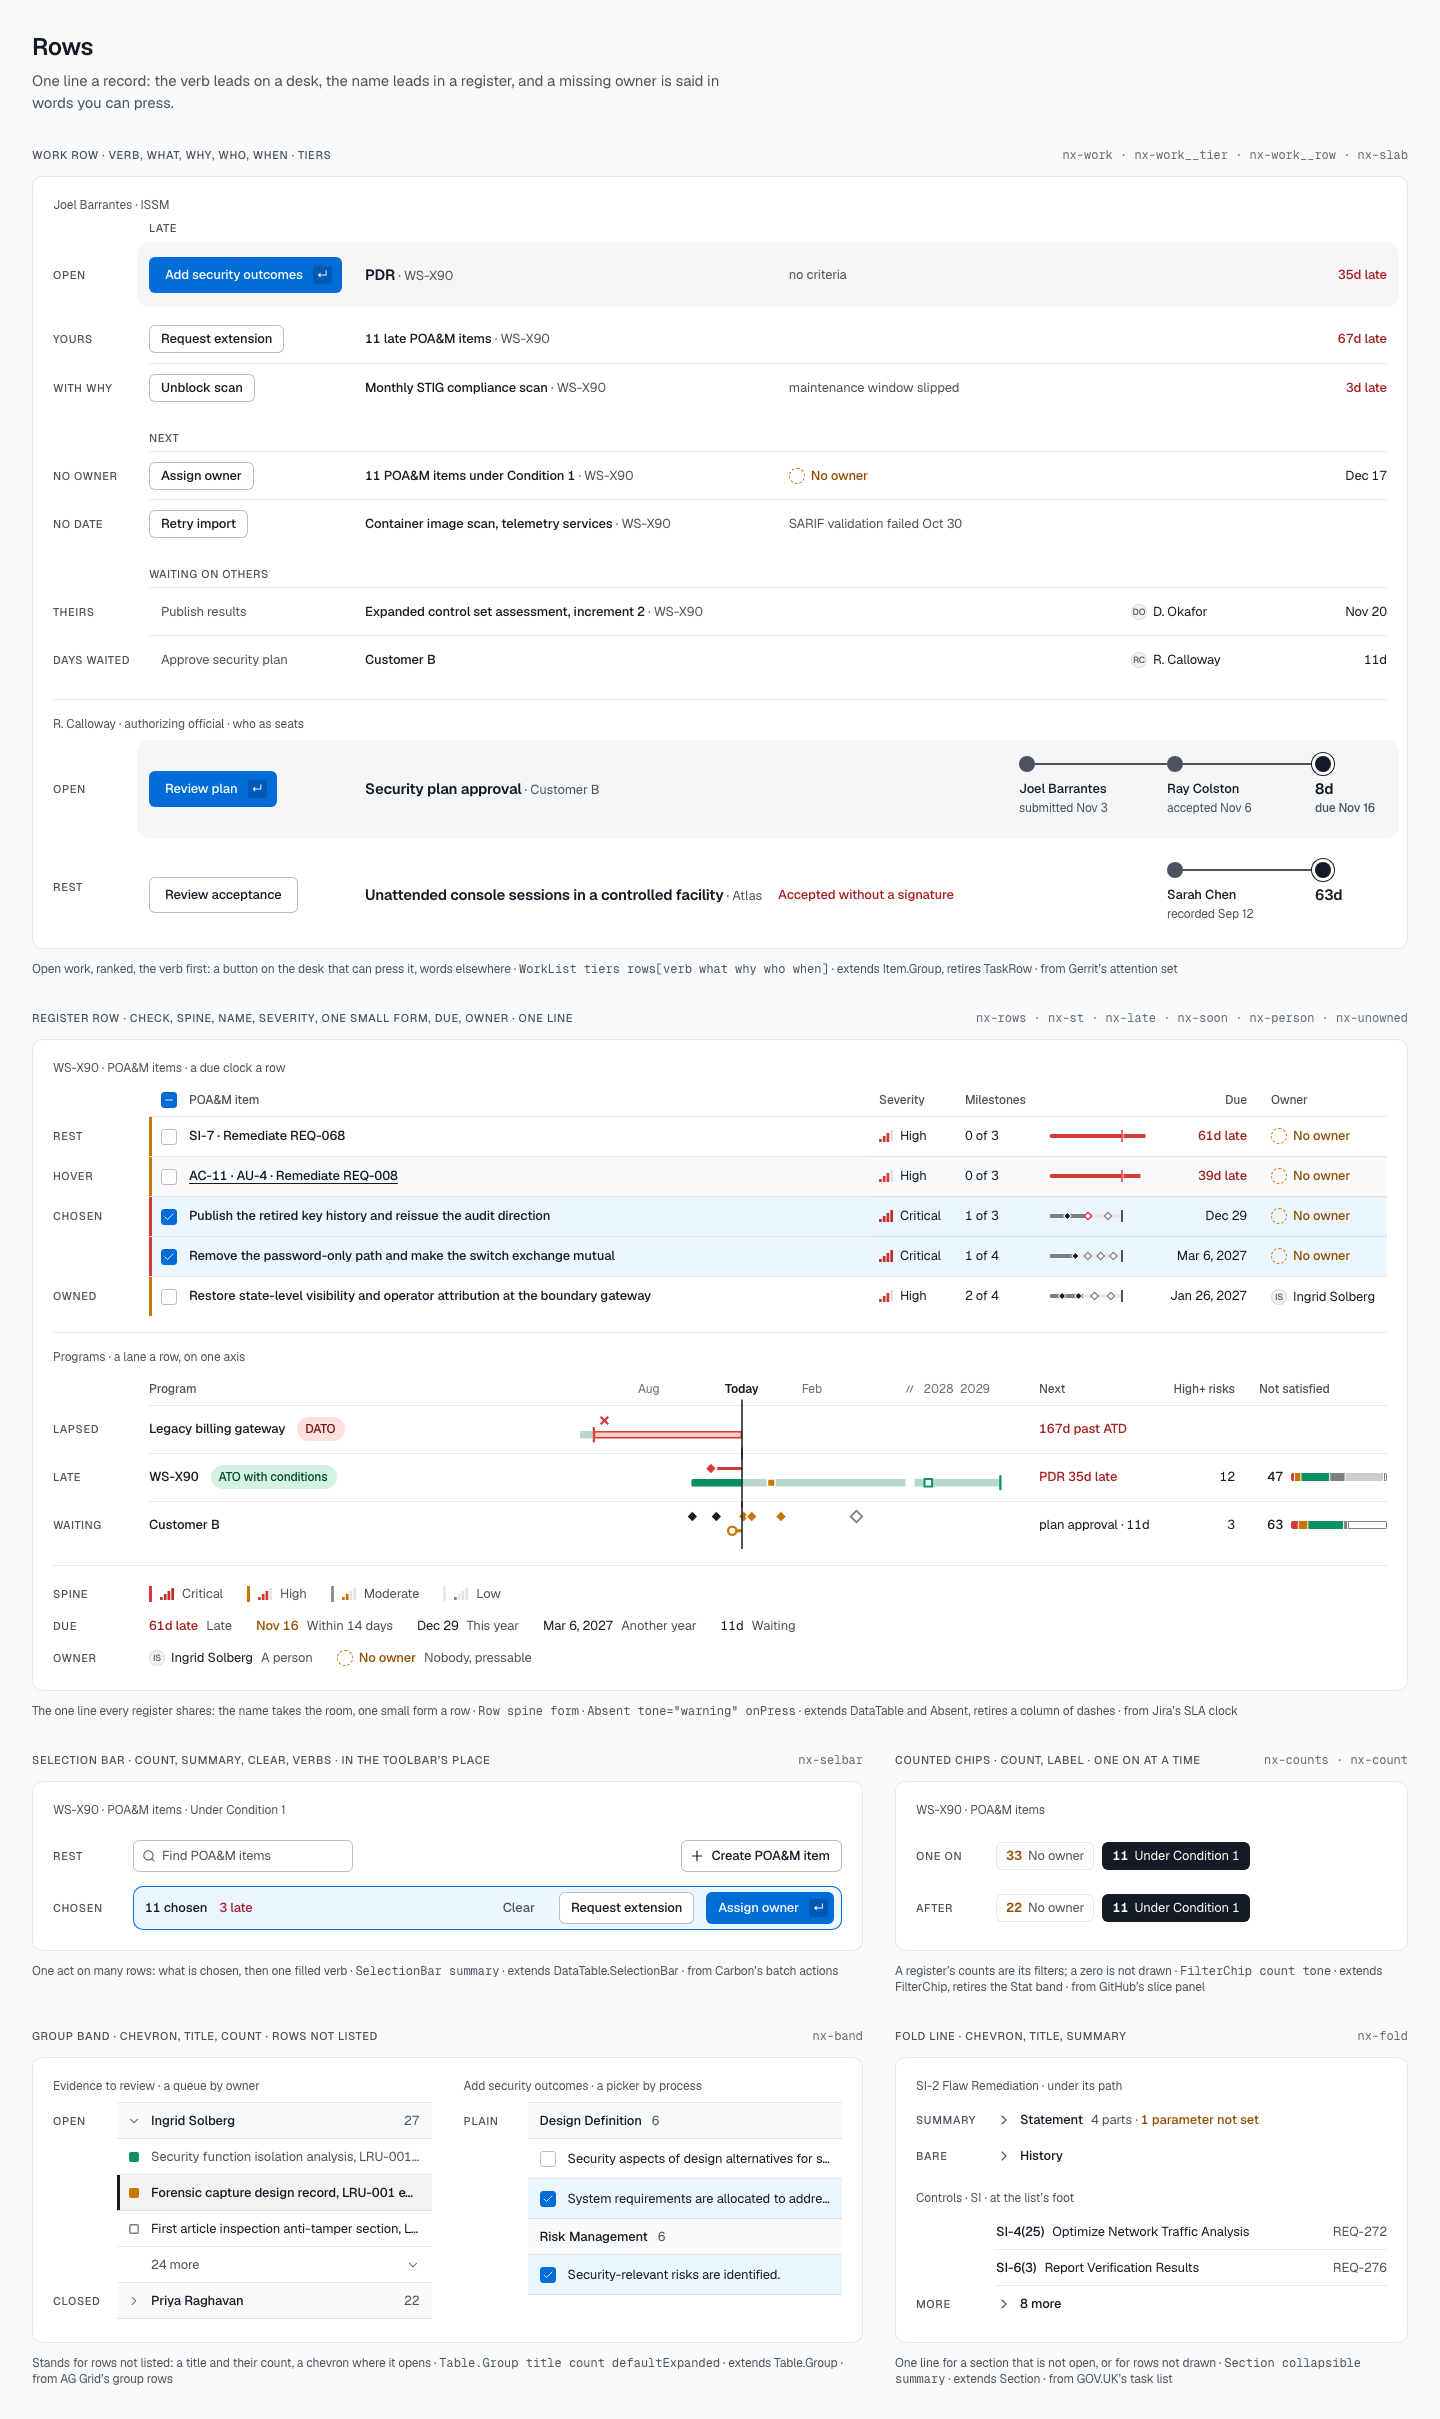 Rows
One line a record: the verb leads on a desk, the name leads in a register, and a missing owner is said in
words you can press.
WORK ROW · VERB, WHAT, WHY, WHO, WHEN · TIERS nx-work · nx-work__tier · nx-work__row · nx-slab
Joel Barrantes · ISSM
LATE
OPEN Add security outcomes ↵ PDR · WS-X90 no criteria 35d late
YOURS Request extension 11 late POA&M items · WS-X90 67d late
WITH WHY Unblock scan Monthly STIG compliance scan · WS-X90 maintenance window slipped 3d late
NEXT
NO OWNER Assign owner 11 POA&M items under Condition 1 · WS-X90 No owner Dec 17
NO DATE Retry import Container image scan, telemetry services · WS-X90 SARIF validation failed Oct 30
WAITING ON OTHERS
THEIRS Publish results Expanded control set assessment, increment 2 · WS-X90 DO D. Okafor Nov 20
DAYS WAITED Approve security plan Customer B RC R. Calloway 11d
R. Calloway · authorizing official · who as seats
OPEN Review plan ↵ Security plan approval · Customer B Joel Barrantes Ray Colston 8d
submitted Nov 3 accepted Nov 6 due Nov 16
REST Review acceptance Unattended console sessions in a controlled facility · Atlas Accepted without a signature Sarah Chen 63d
recorded Sep 12
Open work, ranked, the verb first: a button on the desk that can press it, words elsewhere · WorkList tiers rows[verb what why who when] · extends Item.Group, retires TaskRow · from Gerrit's attention set
REGISTER ROW · CHECK, SPINE, NAME, SEVERITY, ONE SMALL FORM, DUE, OWNER · ONE LINE nx-rows · nx-st · nx-late · nx-soon · nx-person · nx-unowned
WS-X90 · POA&M items · a due clock a row
POA&M item Severity Milestones Due Owner
REST SI-7 · Remediate REQ-068 High 0 of 3 61d late No owner
HOVER AC-11 · AU-4 · Remediate REQ-008 High 0 of 3 39d late No owner
CHOSEN Publish the retired key history and reissue the audit direction Critical 1 of 3 Dec 29 No owner
Remove the password-only path and make the switch exchange mutual Critical 1 of 4 Mar 6, 2027 No owner
OWNED Restore state-level visibility and operator attribution at the boundary gateway High 2 of 4 Jan 26, 2027 IS Ingrid Solberg
Programs · a lane a row, on one axis
Program Aug Today Feb // 2028 2029 Next High+ risks Not satisfied
LAPSED Legacy billing gateway DATO 167d past ATD
LATE WS-X90 ATO with conditions PDR 35d late 12 47
WAITING Customer B plan approval · 11d 3 63
SPINE Critical High Moderate Low
DUE 61d late Late Nov 16 Within 14 days Dec 29 This year Mar 6, 2027 Another year 11d Waiting
OWNER IS Ingrid Solberg A person No owner Nobody, pressable
The one line every register shares: the name takes the room, one small form a row · Row spine form · Absent tone="warning" onPress · extends DataTable and Absent, retires a column of dashes · from Jira's SLA clock
SELECTION BAR · COUNT, SUMMARY, CLEAR, VERBS · IN THE TOOLBAR'S PLACE nx-selbar
WS-X90 · POA&M items · Under Condition 1
REST Find POA&M items + Create POA&M item
CHOSEN 11 chosen 3 late Clear Request extension Assign owner ↵
One act on many rows: what is chosen, then one filled verb · SelectionBar summary · extends DataTable.SelectionBar · from Carbon's batch actions
COUNTED CHIPS · COUNT, LABEL · ONE ON AT A TIME nx-counts · nx-count
WS-X90 · POA&M items
ONE ON 33 No owner 11 Under Condition 1
AFTER 22 No owner 11 Under Condition 1
A register's counts are its filters; a zero is not drawn · FilterChip count tone · extends
FilterChip, retires the Stat band · from GitHub's slice panel
GROUP BAND · CHEVRON, TITLE, COUNT · ROWS NOT LISTED nx-band
Evidence to review · a queue by owner
OPEN Ingrid Solberg 27
Security function isolation analysis, LRU-001…
Forensic capture design record, LRU-001 e…
First article inspection anti-tamper section, L…
24 more
CLOSED Priya Raghavan 22
Add security outcomes · a picker by process
PLAIN Design Definition 6
Security aspects of design alternatives for s…
System requirements are allocated to addre…
Risk Management 6
Security-relevant risks are identified.
Stands for rows not listed: a title and their count, a chevron where it opens · Table.Group title count defaultExpanded · extends Table.Group ·
from AG Grid's group rows
FOLD LINE · CHEVRON, TITLE, SUMMARY nx-fold
SI-2 Flaw Remediation · under its path
SUMMARY Statement 4 parts · 1 parameter not set
BARE History
Controls · SI · at the list's foot
SI-4(25) Optimize Network Traffic Analysis REQ-272
SI-6(3) Report Verification Results REQ-276
MORE 8 more
One line for a section that is not open, or for rows not drawn · Section collapsible
summary · extends Section · from GOV.UK's task list